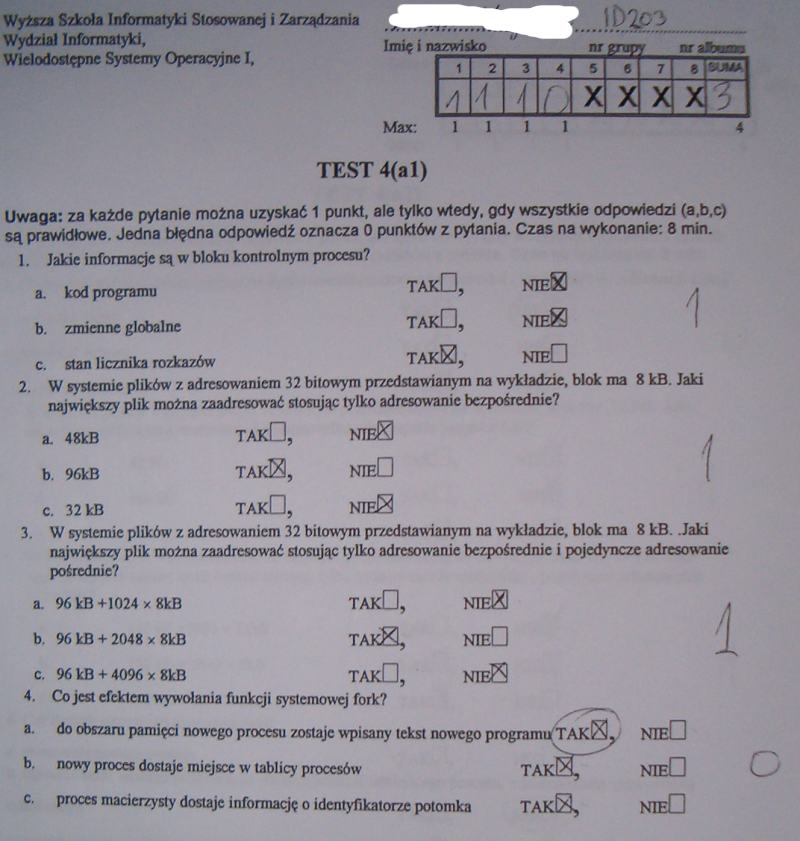 Wyższa Szkoła Informatyki Stosowanej i Zarządzania
Wydział Informatyki,
Wielodostępne Systemy Operacyjne I,
1D203
Imię i nazwisko nr grupy nr albumu
1 2 3 4 5 6 7 8 SUMA
1 1 1 0 X X X X 3
Max: 1 1 1 1 4
TEST 4(a1)
Uwaga: za każde pytanie można uzyskać 1 punkt, ale tylko wtedy, gdy wszystkie odpowiedzi (a,b,c)
są prawidłowe. Jedna błędna odpowiedź oznacza 0 punktów z pytania. Czas na wykonanie: 8 min.
1. Jakie informacje są w bloku kontrolnym procesu?
a. kod programu TAK☐, NIE☒
b. zmienne globalne TAK☐, NIE☒
1
c. stan licznika rozkazów TAK☒, NIE☐
2. W systemie plików z adresowaniem 32 bitowym przedstawianym na wykładzie, blok ma 8 kB. Jaki
największy plik można zaadresować stosując tylko adresowanie bezpośrednie?
a. 48kB TAK☐, NIE☒
b. 96kB TAK☒, NIE☐
1
c. 32 kB TAK☐, NIE☒
3. W systemie plików z adresowaniem 32 bitowym przedstawianym na wykładzie, blok ma 8 kB. .Jaki
największy plik można zaadresować stosując tylko adresowanie bezpośrednie i pojedyncze adresowanie
pośrednie?
a. 96 kB +1024 × 8kB TAK☐, NIE☒
b. 96 kB + 2048 × 8kB TAK☒, NIE☐
1
c. 96 kB + 4096 × 8kB TAK☐, NIE☒
4. Co jest efektem wywołania funkcji systemowej fork?
a. do obszaru pamięci nowego procesu zostaje wpisany tekst nowego programu TAK☒, NIE☐
b. nowy proces dostaje miejsce w tablicy procesów TAK☒, NIE☐
0
c. proces macierzysty dostaje informację o identyfikatorze potomka TAK☒, NIE☐